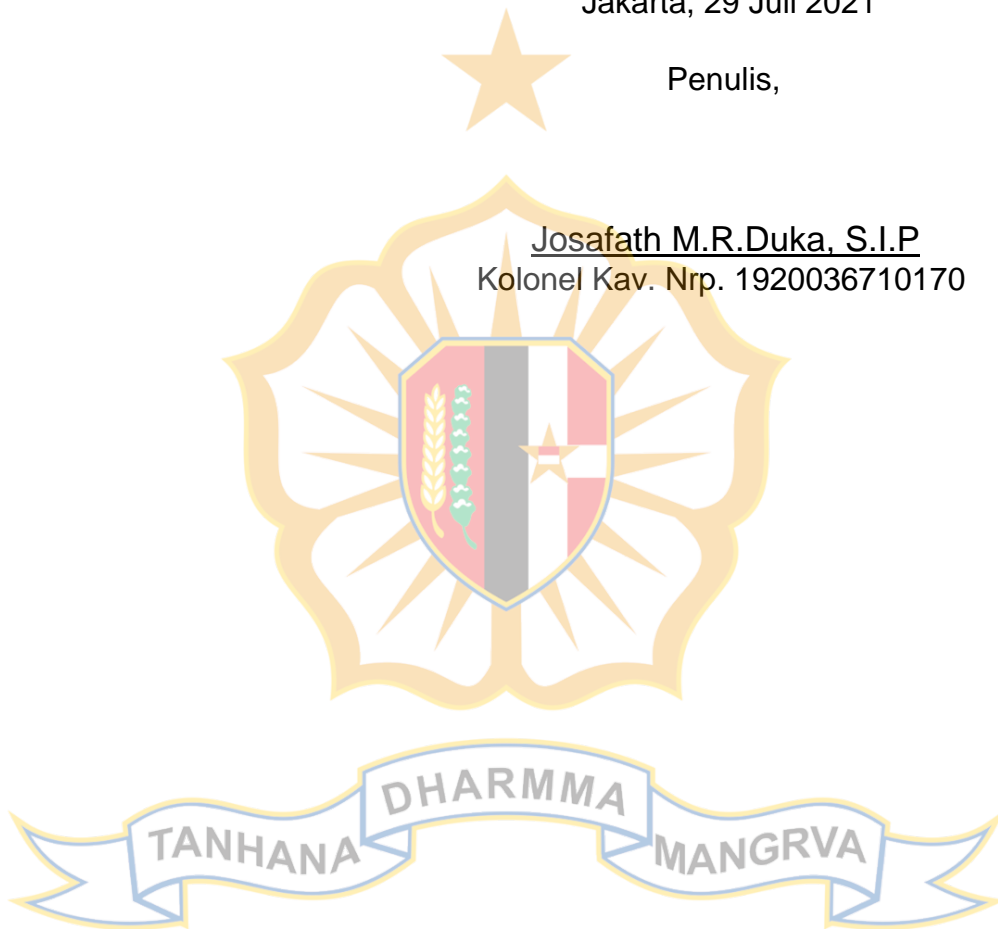 Jakarta, 29 Juli 2021
Penulis,
Josafath M.R.Duka, S.I.P
Kolonel Kav. Nrp. 1920036710170
TANHANA DHARMMA MANGRVA